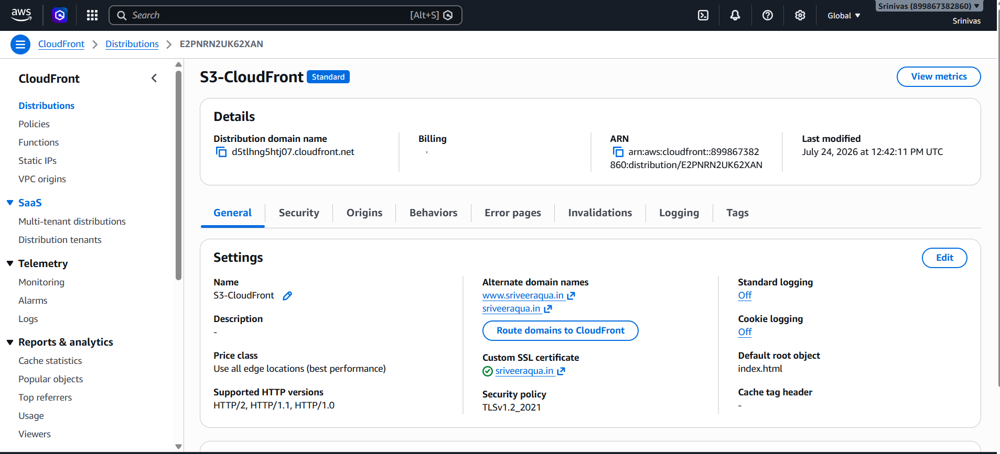 aws
Search
[Alt+S]
Global
Srinivas (899867382860)
Srinivas
CloudFront
Distributions
E2PNRN2UK62XAN
CloudFront
Distributions
Policies
Functions
Static IPs
VPC origins
SaaS
Multi-tenant distributions
Distribution tenants
Telemetry
Monitoring
Alarms
Logs
Reports & analytics
Cache statistics
Popular objects
Top referrers
Usage
Viewers
S3-CloudFront
Standard
View metrics
Details
Distribution domain name
d5tlhng5htj07.cloudfront.net
Billing
ARN
arn:aws:cloudfront::899867382
860:distribution/E2PNRN2UK62XAN
Last modified
July 24, 2026 at 12:42:11 PM UTC
General
Security
Origins
Behaviors
Error pages
Invalidations
Logging
Tags
Settings
Edit
Name
S3-CloudFront
Description
-
Price class
Use all edge locations (best performance)
Supported HTTP versions
HTTP/2, HTTP/1.1, HTTP/1.0
Alternate domain names
www.sriveeraqua.in
sriveeraqua.in
Route domains to CloudFront
Custom SSL certificate
sriveeraqua.in
Security policy
TLSv1.2_2021
Standard logging
Off
Cookie logging
Off
Default root object
index.html
Cache tag header
-